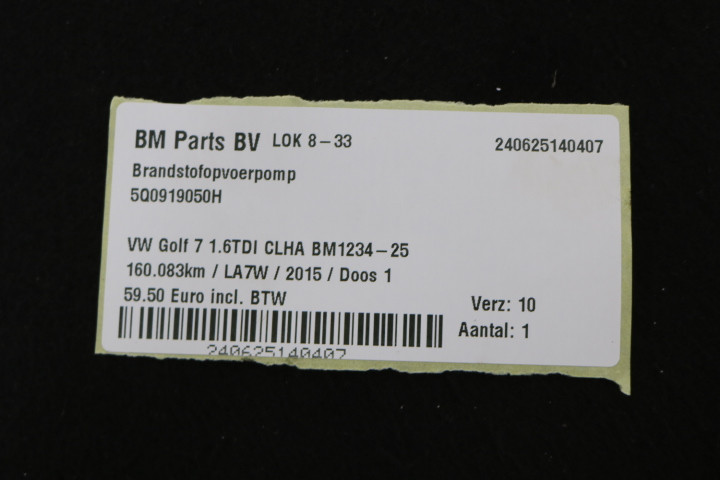 BM Parts BV LOK 8-33 240625140407
Brandstofopvoerpomp
5Q0919050H
VW Golf 7 1.6TDI CLHA BM1234-25
160.083km / LA7W / 2015 / Doos 1
59.50 Euro incl. BTW
Verz: 10
Aantal: 1
240625140407